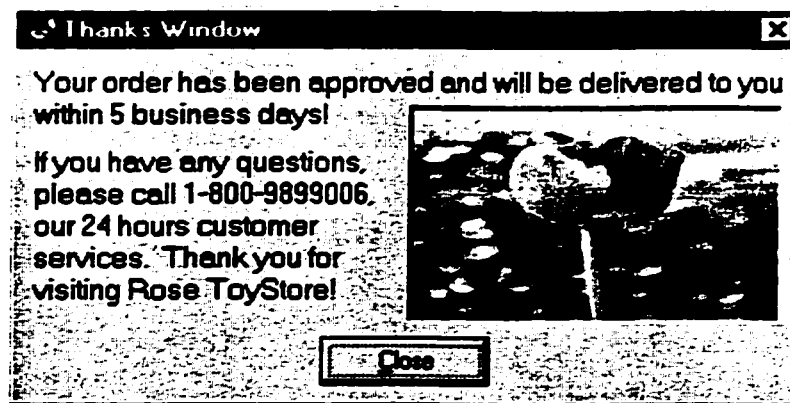 Thanks Window
Your order has been approved and will be delivered to you
within 5 business days!
If you have any questions,
please call 1-800-9899006,
our 24 hours customer
services. Thank you for
visiting Rose ToyStore!
Close